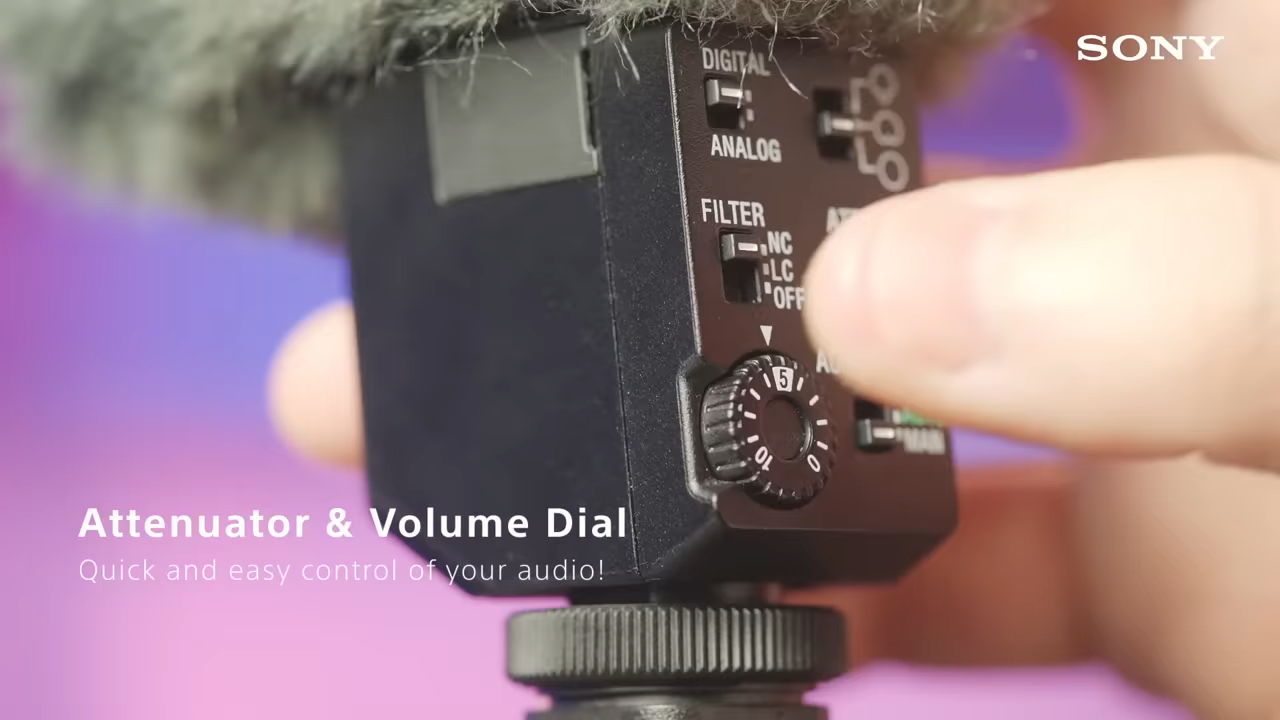 SONY
DIGITAL
ANALOG
FILTER
NC
LC
OFF
5
10
0
Attenuator & Volume Dial
Quick and easy control of your audio!